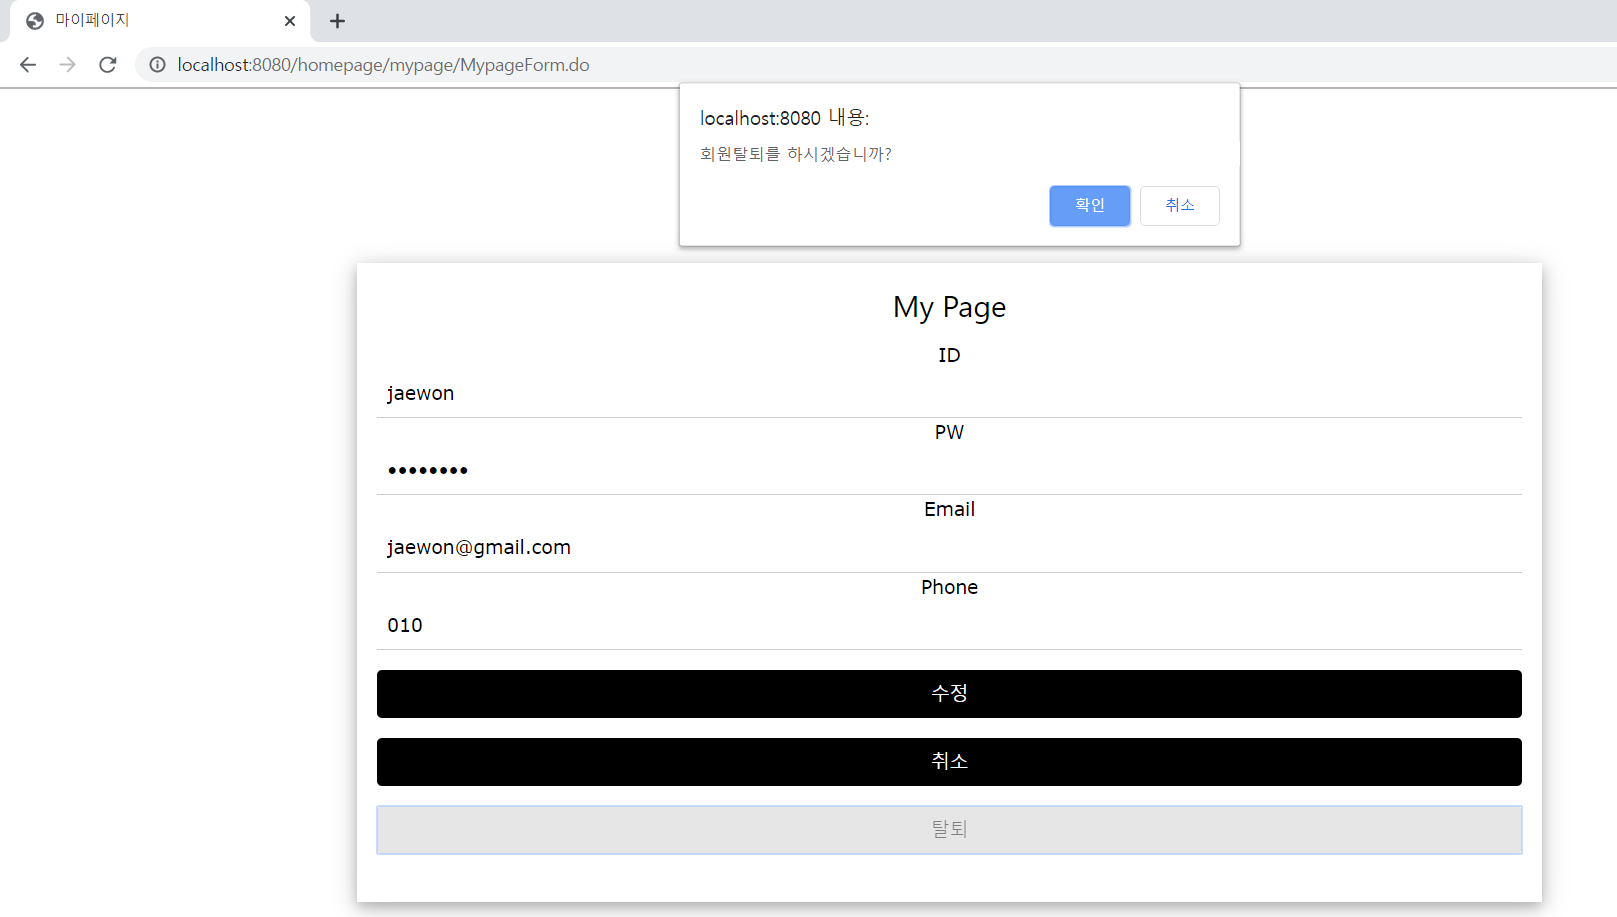 마이페이지
localhost:8080/homepage/mypage/MypageForm.do
localhost:8080 내용:
회원탈퇴를 하시겠습니까?
확인 취소
My Page
ID
jaewon
PW
••••••••
Email
jaewon@gmail.com
Phone
010
수정
취소
탈퇴